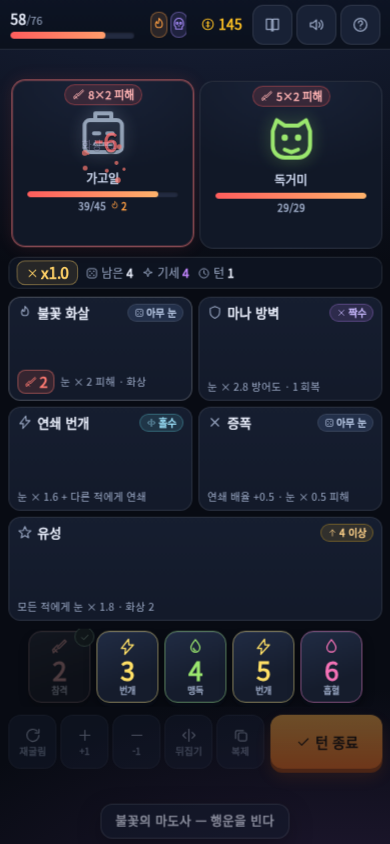 58/76 145
8×2 피해
5×2 피해
가고일
독거미
39/45 2
29/29
×x1.0 남은 4 기세 4 턴 1
불꽃 화살 아무 눈
2 눈 × 2 피해 · 화상
마나 방벽 × 짝수
눈 × 2.8 방어도 · 1 회복
연쇄 번개 홀수
눈 × 1.6 + 다른 적에게 연쇄
증폭 아무 눈
연쇄 배율 +0.5 · 눈 × 0.5 피해
유성 ↑ 4 이상
모든 적에게 눈 × 1.8 · 화상 2
2 3 4 5 6
참격 번개 맹독 번개 흡혈
재굴림 +1 -1 뒤집기 복제 ✓ 턴 종료
불꽃의 마도사 — 행운을 빈다